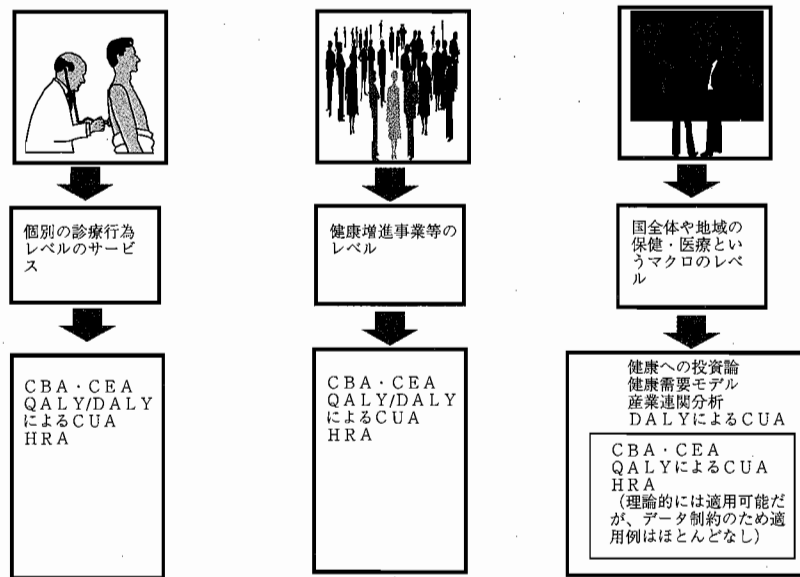 個別の診療行為
レベルのサービ
ス
健康増進事業等の
レベル
国全体や地域の
保健・医療とい
うマクロのレベ
ル
CBA・CEA
QALY/DALY
によるCUA
HRA
CBA・CEA
QALY/DALY
によるCUA
HRA
健康への投資論
健康需要モデル
産業連関分析
DALYによるCUA
CBA・CEA
QALYによるCUA
HRA
(理論的には適用可能だ
が、データ制約のため適
用例はほとんどなし)